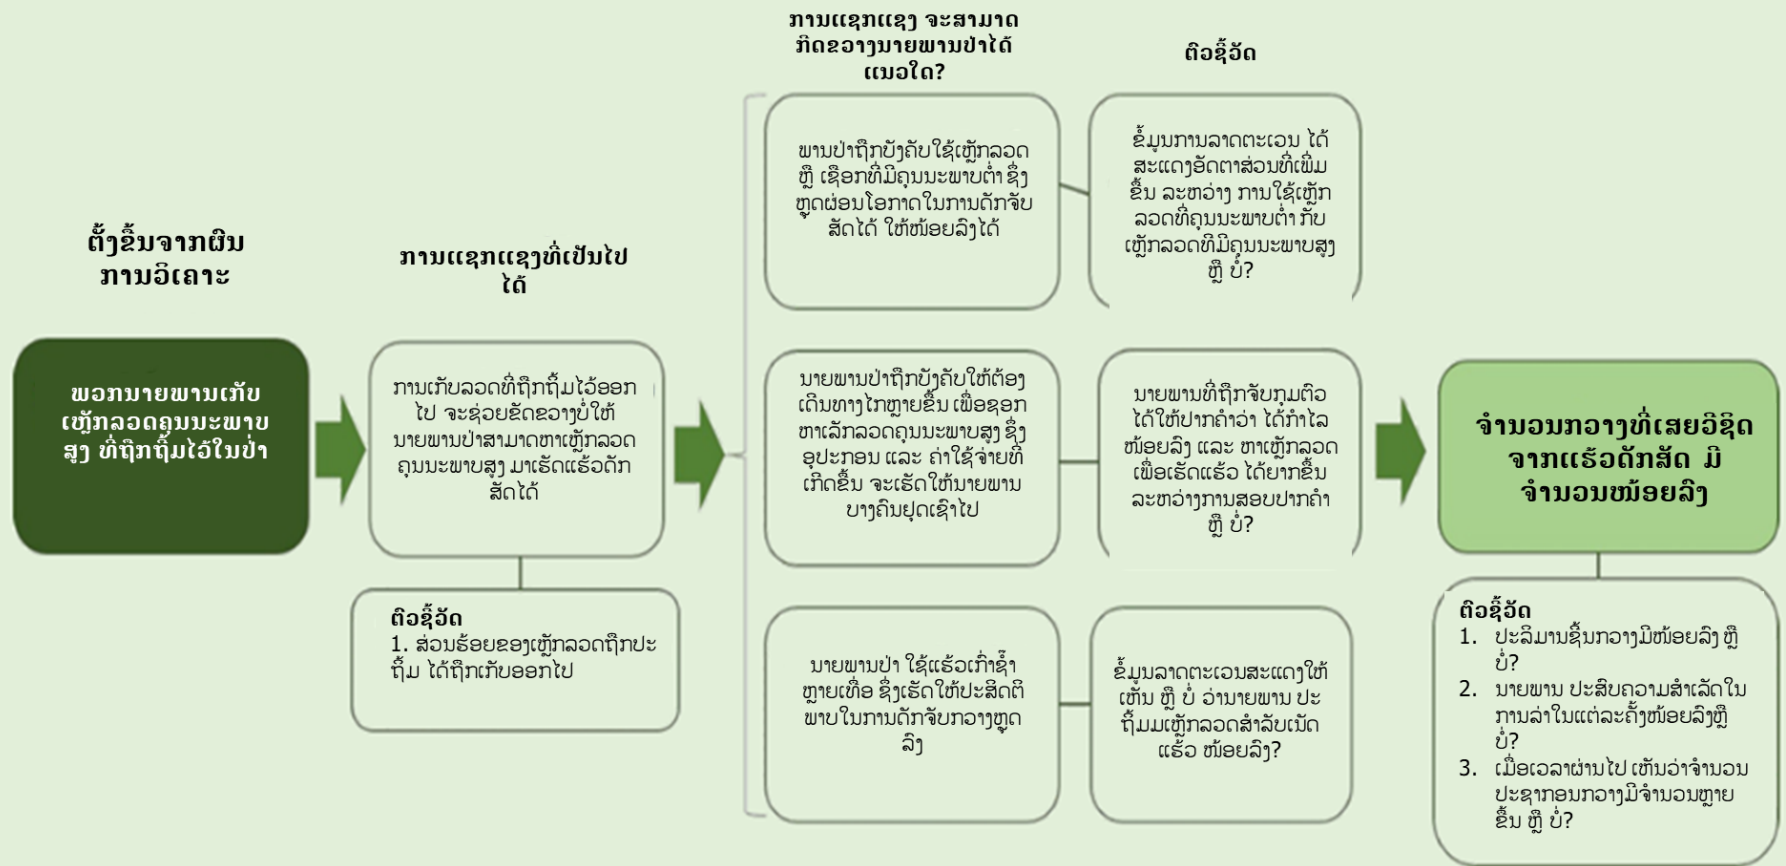 ຕັ້ງຂຶ້ນຈາກຜົນ
ການວິເຄາະ
ພວກນາຍພານເກັບ
ເຫຼັກລວດຄຸນນະພາບ
ສູງ ທີ່ຖືກຖິ້ມໄວ້ໃນປ່າ
ການແຊກແຊງທີ່ເປັນໄປ
ໄດ້
ການເກັບລວດທີ່ຖືກຖິ້ມໄວ້ອອກ
ໄປ ຈະຊ່ວຍຂັດຂວາງບໍ່ໃຫ້
ນາຍພານປ່າສາມາດຫາເຫຼັກລວດ
ຄຸນນະພາບສູງ ມາເຮັດແຮ້ວດັກ
ສັດໄດ້
ຕົວຊີ້ວັດ
1. ສ່ວນຮ້ອຍຂອງເຫຼັກລວດຖືກປະ
ຖິ້ມ ໄດ້ຖືກເກັບອອກໄປ
ການແຊກແຊງ ຈະສາມາດ
ກີດຂວາງນາຍພານປ່າໄດ້
ແນວໃດ?
ພານປ່າຖືກບັງຄັບໃຊ້ເຫຼັກລວດ
ຫຼື ເຊືອກທີ່ມີຄຸນນະພາບຕ່ຳ ຊຶ່ງ
ຫຼຸດຜ່ອນໂອກາດໃນການດັກຈັບ
ສັດໄດ້ ໃຫ້ໜ້ອຍລົງໄດ້
ນາຍພານປ່າຖືກບັງຄັບໃຫ້ຕ້ອງ
ເດີນທາງໄກຫຼາຍຂຶ້ນ ເພື່ອຊອກ
ຫາເລັກລວດຄຸນນະພາບສູງ ຊຶ່ງ
ອຸປະກອນ ແລະ ຄ່າໃຊ້ຈ່າຍທີ່
ເກີດຂຶ້ນ ຈະເຮັດໃຫ້ນາຍພານ
ບາງຄົນຢຸດເຊົາໄປ
ນາຍພານປ່າ ໃຊ້ແຮ້ວເກົ່າຊ້ຳ
ຫຼາຍເທື່ອ ຊຶ່ງເຮັດໃຫ້ປະສິດຕິ
ພາບໃນການດັກຈັບກວາງຫຼຸດ
ລົງ
ຕົວຊີ້ວັດ
ຂໍ້ມູນການລາດຕະເວນ ໄດ້
ສະແດງອັດຕາສ່ວນທີ່ເພີ່ມ
ຂື້ນ ລະຫວ່າງ ການໃຊ້ເຫຼັກ
ລວດທີ່ຄຸນນະພາບຕ່ຳ ກັບ
ເຫຼັກລວດທີມີຄຸນນະພາບສູງ
ຫຼື ບໍ່?
ນາຍພານທີ່ຖືກຈັບກຸມຕົວ
ໄດ້ໃຫ້ປາກຄຳວ່າ ໄດ້ກຳໄລ
ໜ້ອຍລົງ ແລະ ຫາເຫຼັກລວດ
ເພື່ອເຮັດແຮ້ວ ໄດ້ຍາກຂຶ້ນ
ລະຫວ່າງການສອບປາກຄຳ
ຫຼື ບໍ່?
ຂໍ້ມູນລາດຕະເວນສະແດງໃຫ້
ເຫັນ ຫຼື ບໍ່ ວ່ານາຍພານ ປະ
ຖິ້ມມເຫຼັກລວດສຳລັບເນັດ
ແຮ້ວ ໜ້ອຍລົງ?
ຈຳນວນກວາງທີ່ເສຍວີຊິດ
ຈາກແຮ້ວດັກສັດ ມີ
ຈຳນວນໜ້ອຍລົງ
ຕົວຊີ້ວັດ
1. ປະລິມານຊີ້ນກວາງມີໜ້ອຍລົງ ຫຼື
ບໍ່?
2. ນາຍພານ ປະສົບຄວາມສຳເລັດໃນ
ການລ່າໃນແຕ່ລະຄັ້ງໜ້ອຍລົງຫຼື
ບໍ່?
3. ເມື່ອເວລາຜ່ານໄປ ເຫັນວ່າຈຳນວນ
ປະຊາກອນກວາງມີຈຳນວນຫຼາຍ
ຂຶ້ນ ຫຼື ບໍ່?